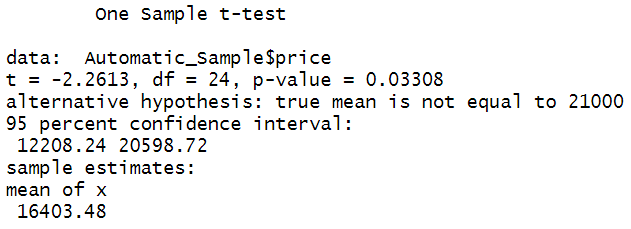 One Sample t-test
data:  Automatic_Sample$price
t = -2.2613, df = 24, p-value = 0.03308
alternative hypothesis: true mean is not equal to 21000
95 percent confidence interval:
12208.24 20598.72
sample estimates:
mean of x
16403.48